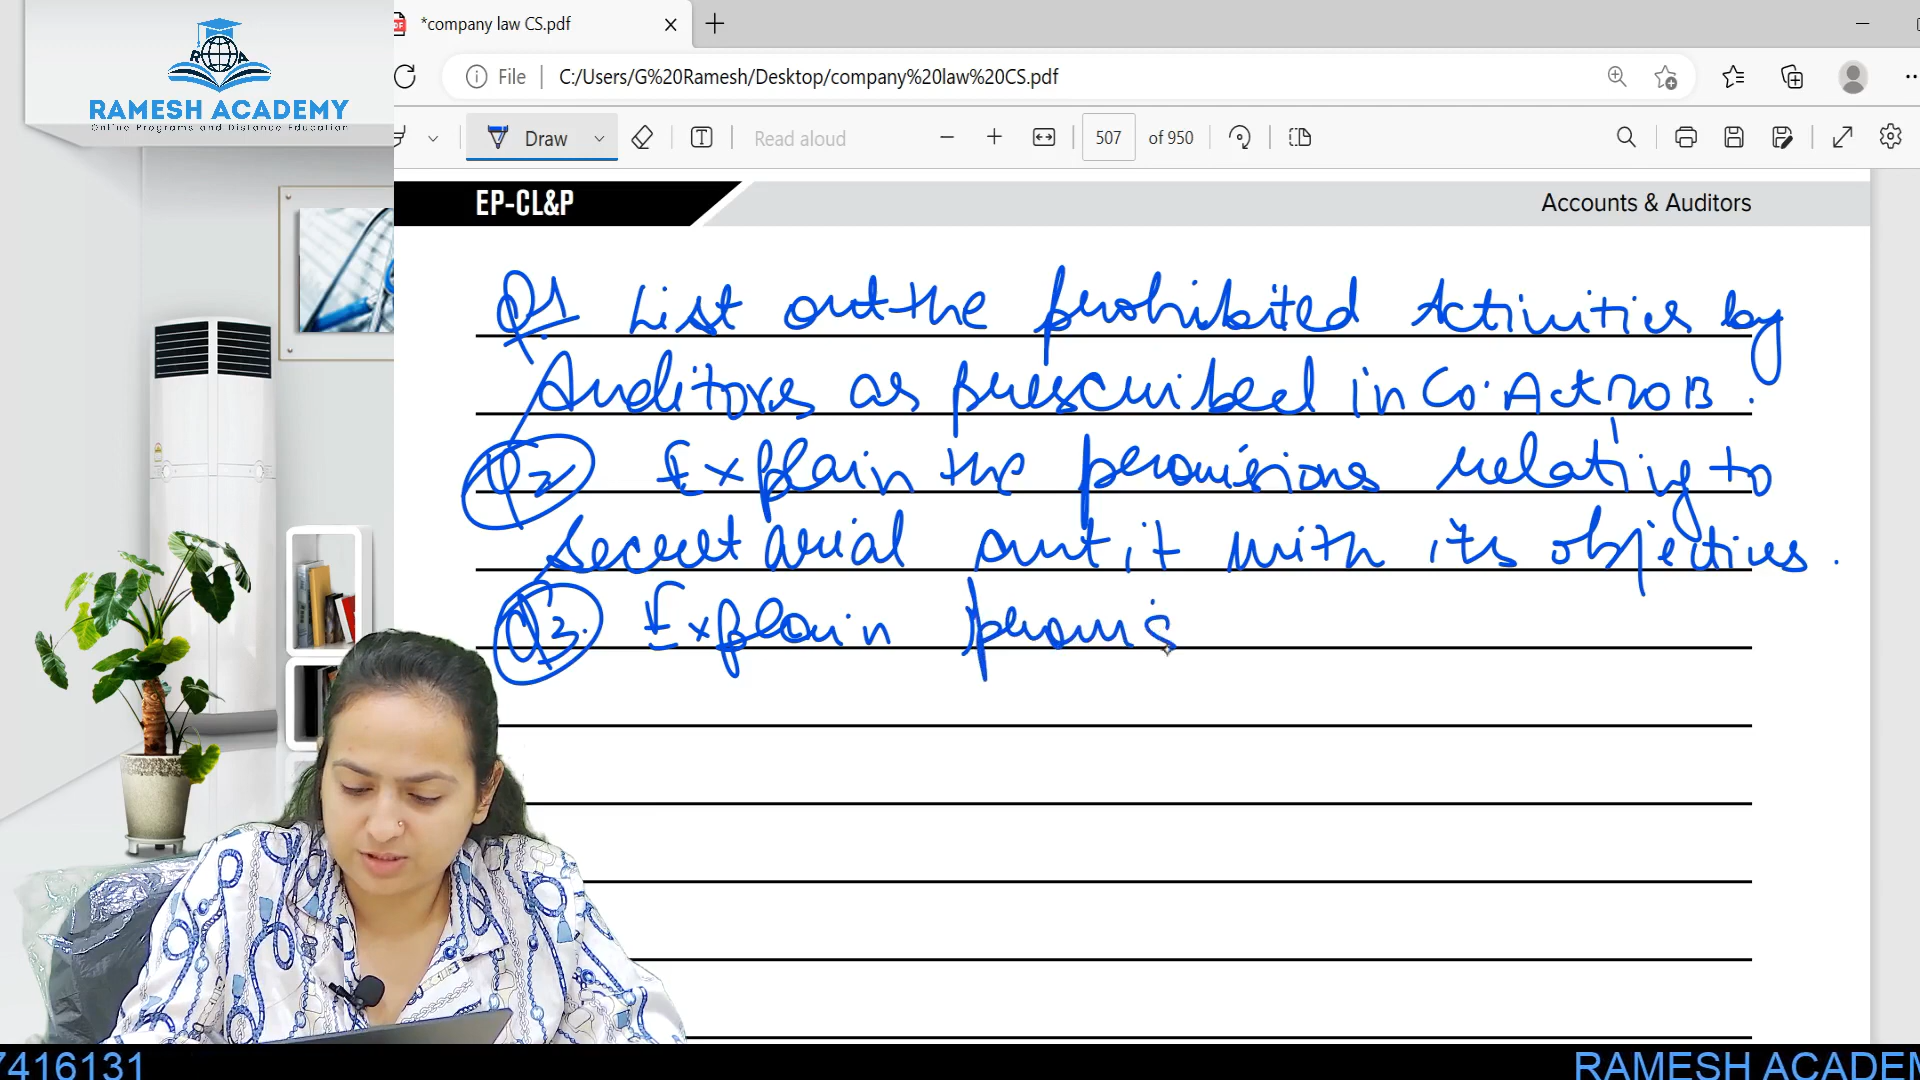 *company law CS.pdf
File C:/Users/G%20Ramesh/Desktop/company%20law%20CS.pdf
RA
RAMESH ACADEMY
Online Programs and Distance Education
Draw Read aloud 507 of 950
EP-CL&P Accounts & Auditors
Q1 List out the prohibited Activities by
Auditors as prescribed in Co. Act 2013.
Q2 Explain the provisions relating to
secretarial autit with its objectives.
Q3. Explain provis
7416131 RAMESH ACADEM